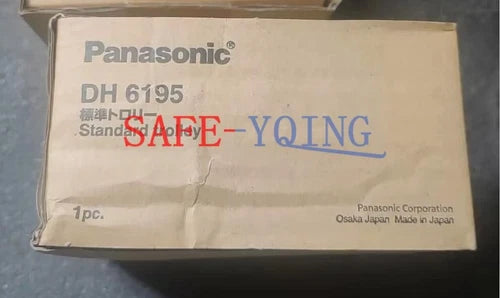 Panasonic®
DH 6195
標準トロリー
Standard trolley
SAFE-YQING
1pc.
Panasonic Corporation
Osaka Japan Made in Japan